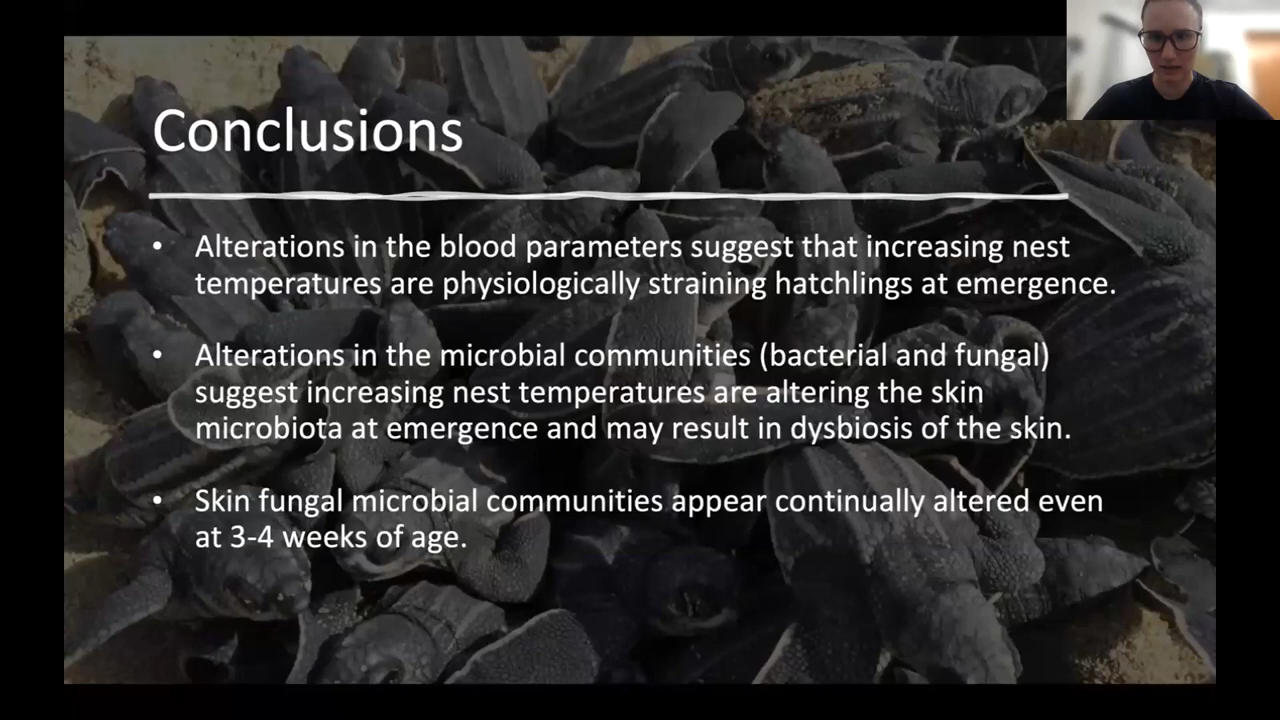 Conclusions
• Alterations in the blood parameters suggest that increasing nest
temperatures are physiologically straining hatchlings at emergence.
• Alterations in the microbial communities (bacterial and fungal)
suggest increasing nest temperatures are altering the skin
microbiota at emergence and may result in dysbiosis of the skin.
• Skin fungal microbial communities appear continually altered even
at 3-4 weeks of age.